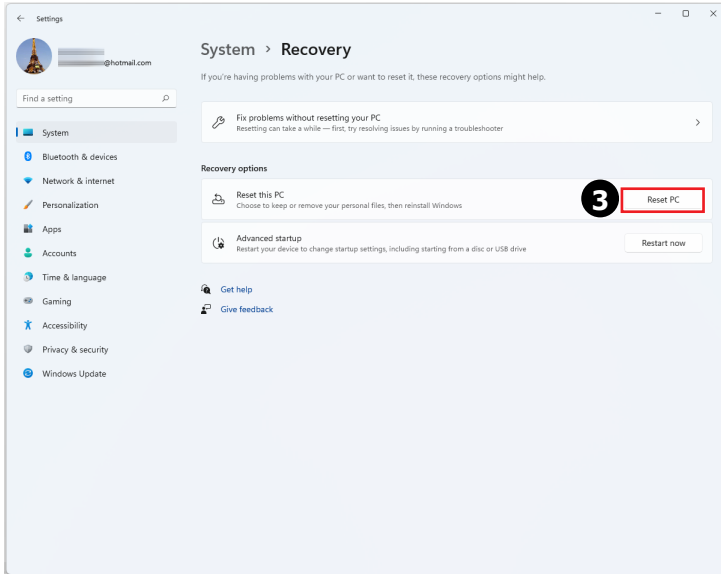 Settings
@hotmail.com
Find a setting
System
Bluetooth & devices
Network & internet
Personalization
Apps
Accounts
Time & language
Gaming
Accessibility
Privacy & security
Windows Update
System > Recovery
If you're having problems with your PC or want to reset it, these recovery options might help.
Fix problems without resetting your PC
Resetting can take a while — first, try resolving issues by running a troubleshooter
Recovery options
Reset this PC
Choose to keep or remove your personal files, then reinstall Windows
3
Reset PC
Advanced startup
Restart your device to change startup settings, including starting from a disc or USB drive
Restart now
Get help
Give feedback